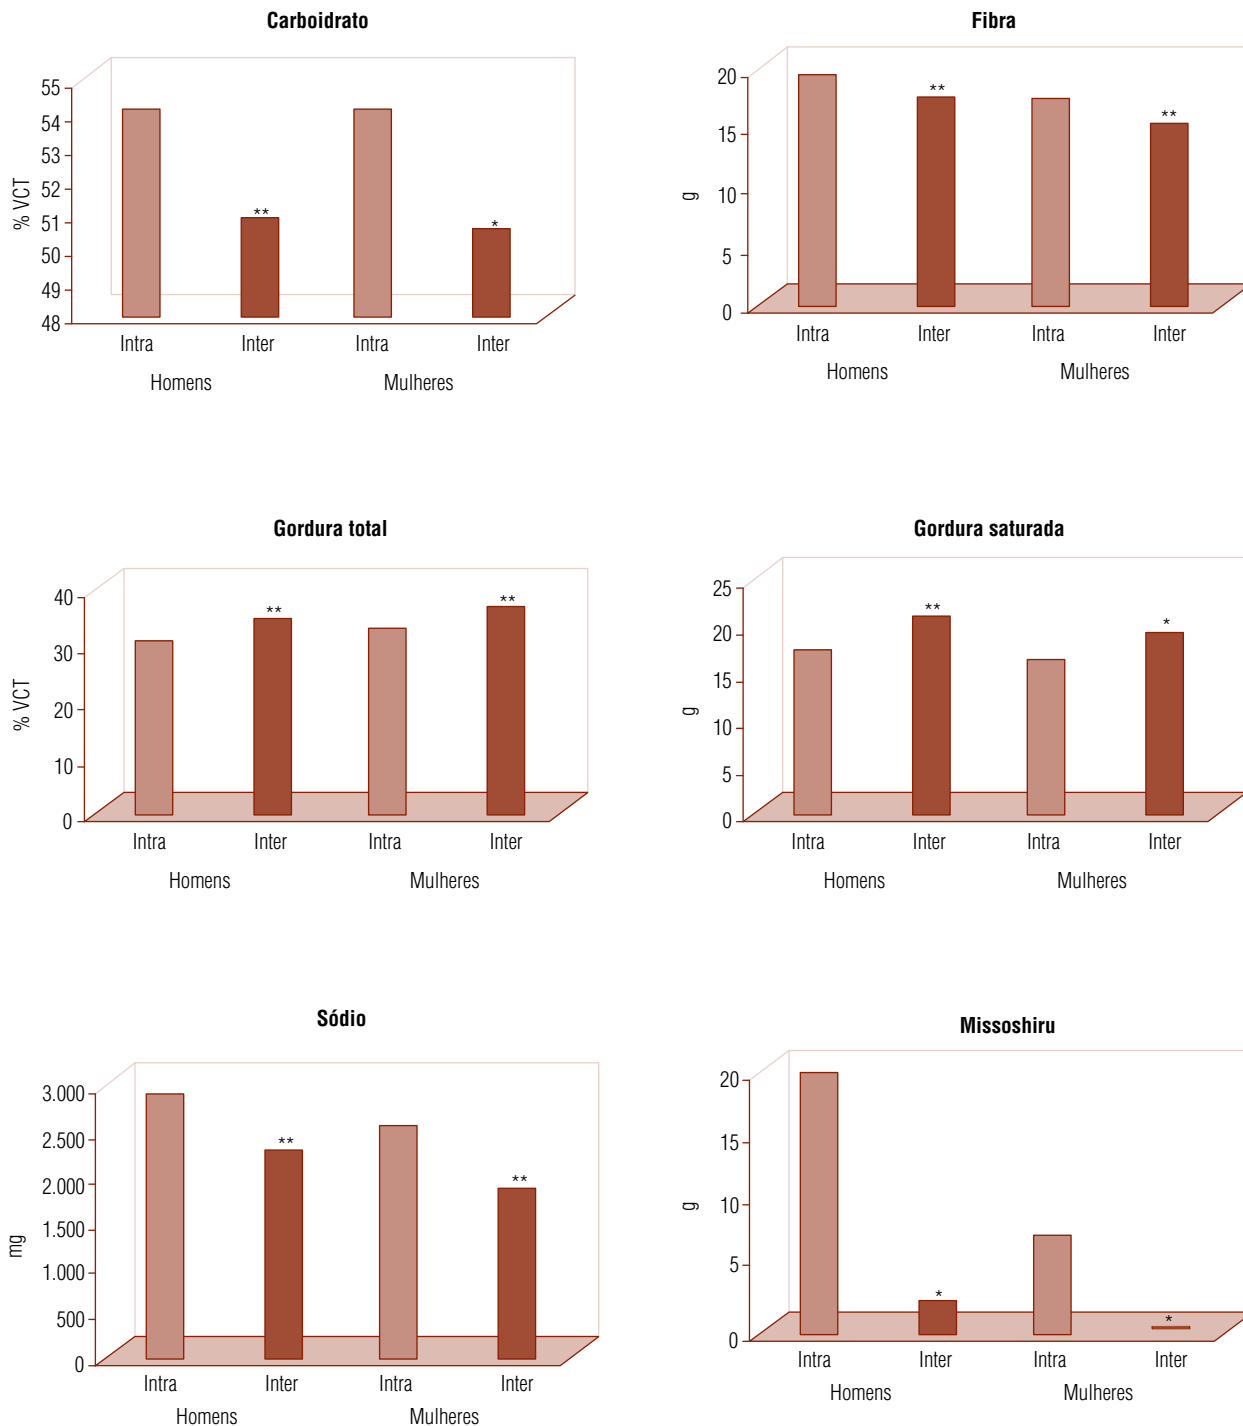 Carboidrato
% VCT
55
54
53
52
51
50
49
48
**
*
Intra Inter Intra Inter
Homens Mulheres
Fibra
g
20
15
10
5
0
**
**
Intra Inter Intra Inter
Homens Mulheres
Gordura total
% VCT
40
30
20
10
0
**
**
Intra Inter Intra Inter
Homens Mulheres
Gordura saturada
g
25
20
15
10
5
0
**
*
Intra Inter Intra Inter
Homens Mulheres
Sódio
mg
3.000
2.500
2.000
1.500
1.000
500
0
**
**
Intra Inter Intra Inter
Homens Mulheres
Missoshiru
g
20
15
10
5
0
*
*
Intra Inter Intra Inter
Homens Mulheres